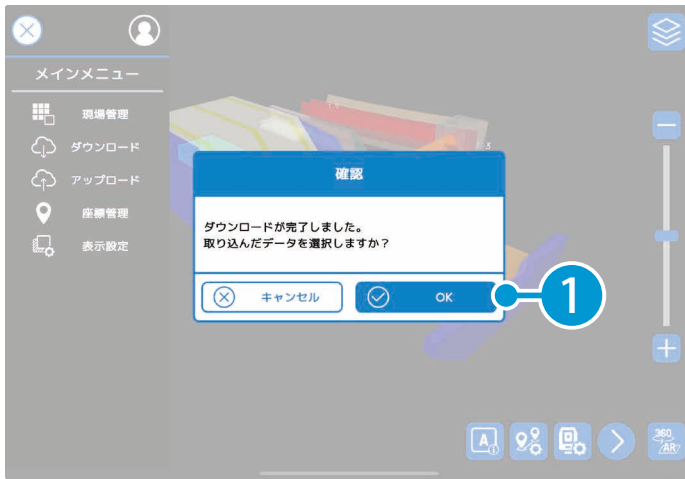 メインメニュー
現場管理
ダウンロード
アップロード
座標管理
表示設定
確認
ダウンロードが完了しました。
取り込んだデータを選択しますか？
キャンセル
OK
1
A
i
360
AR